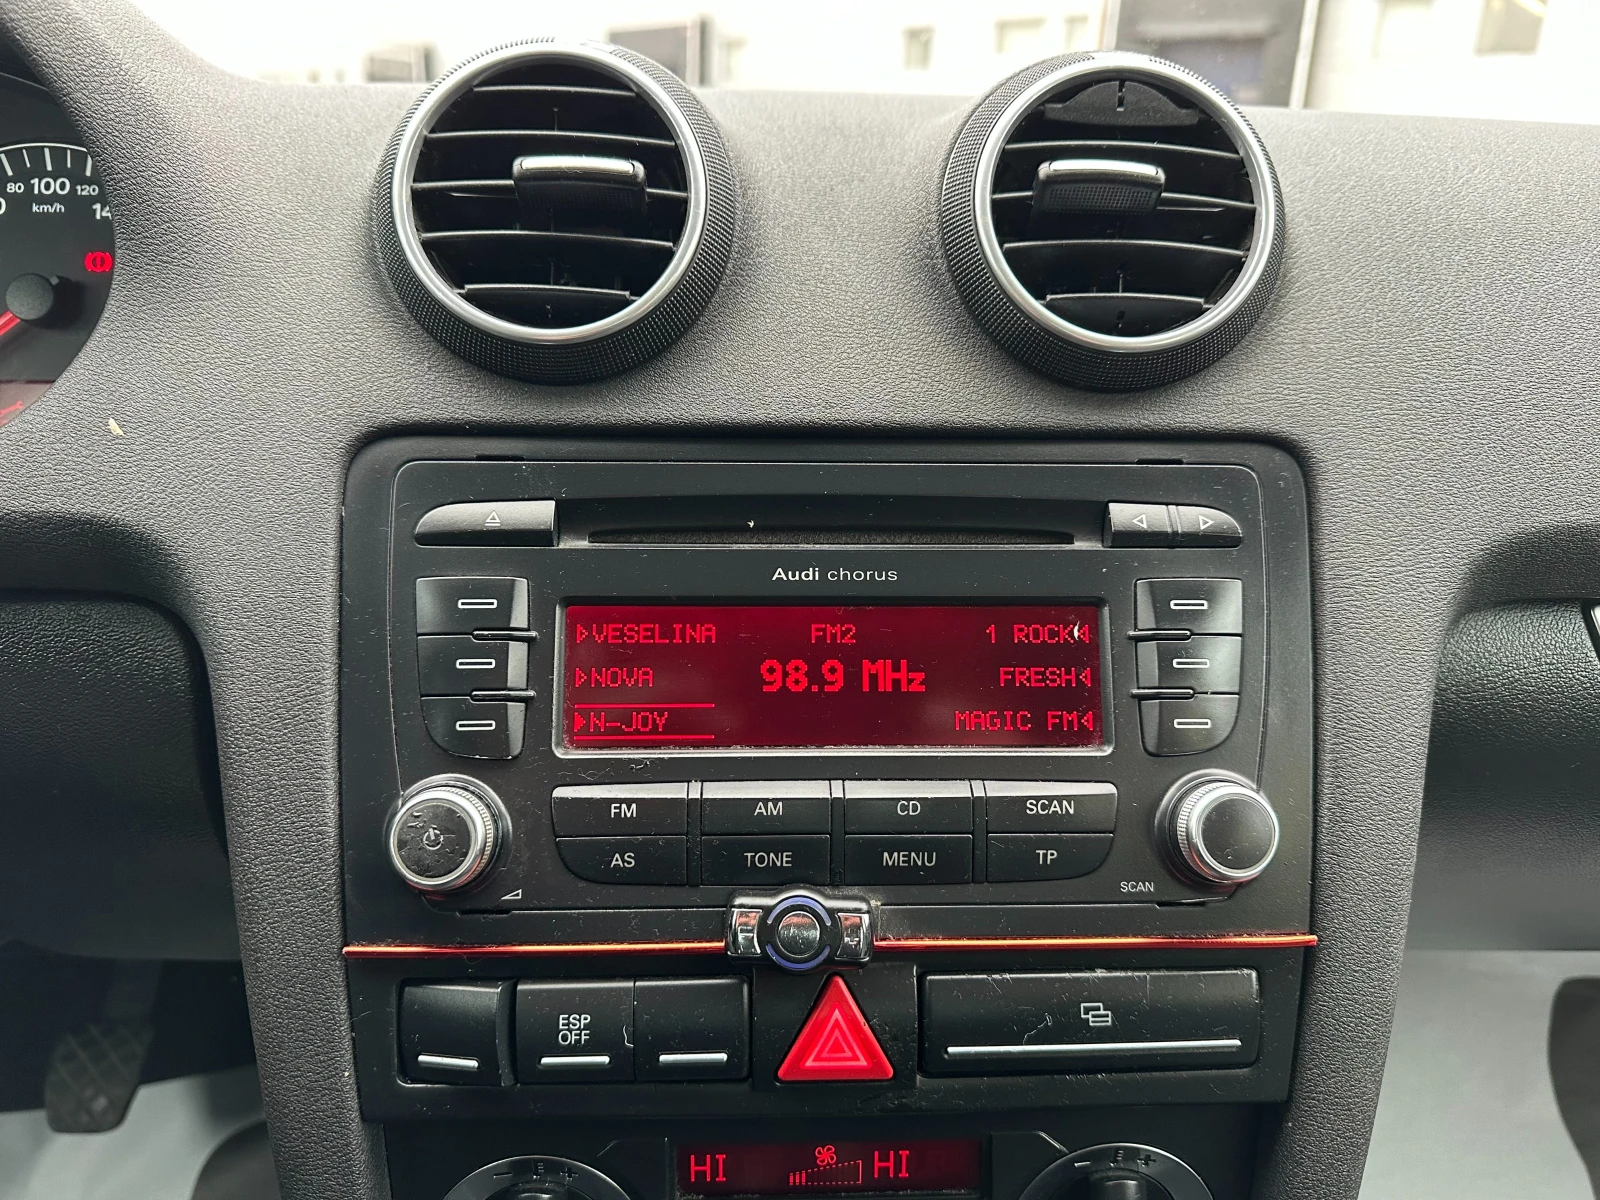 80 100 120
km/h
Audi chorus
VESELINA FM2 1 ROCK
NOVA 98.9 MHz FRESH
N-JOY MAGIC FM
FM AM CD SCAN
AS TONE MENU TP
SCAN
ESP
OFF
HI HI